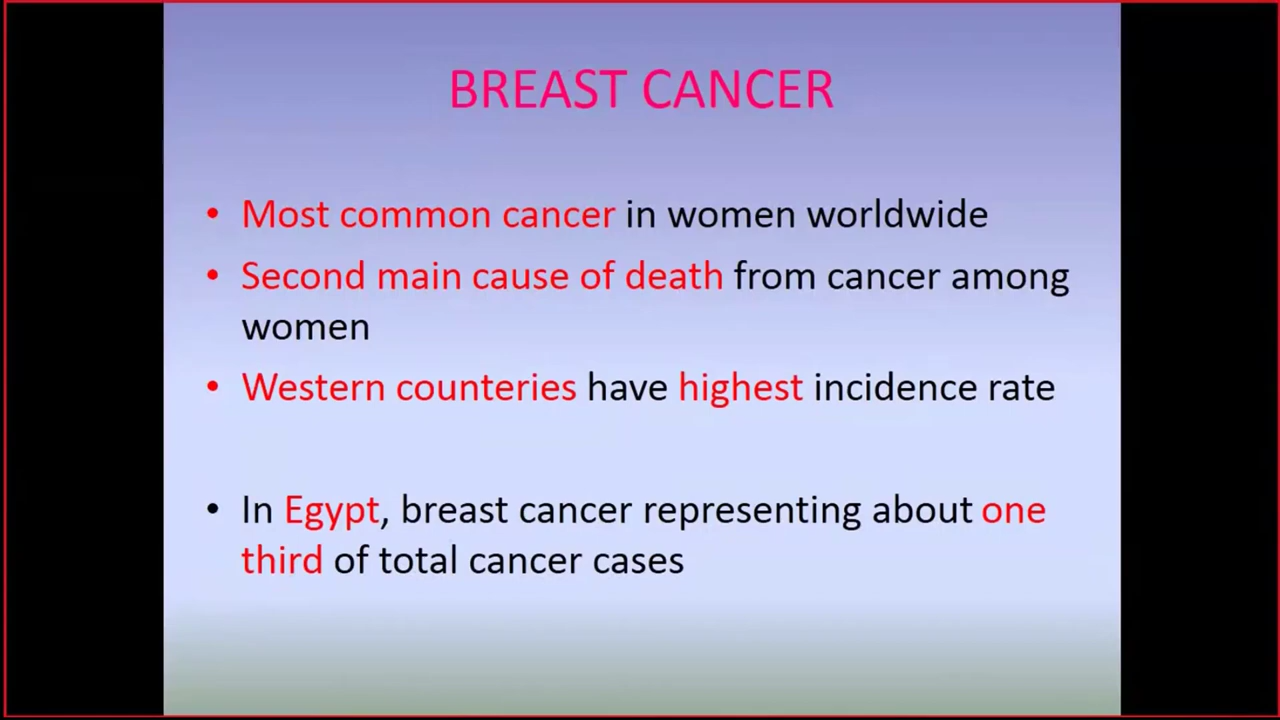 BREAST CANCER
• Most common cancer in women worldwide
• Second main cause of death from cancer among
women
• Western counteries have highest incidence rate
• In Egypt, breast cancer representing about one
third of total cancer cases